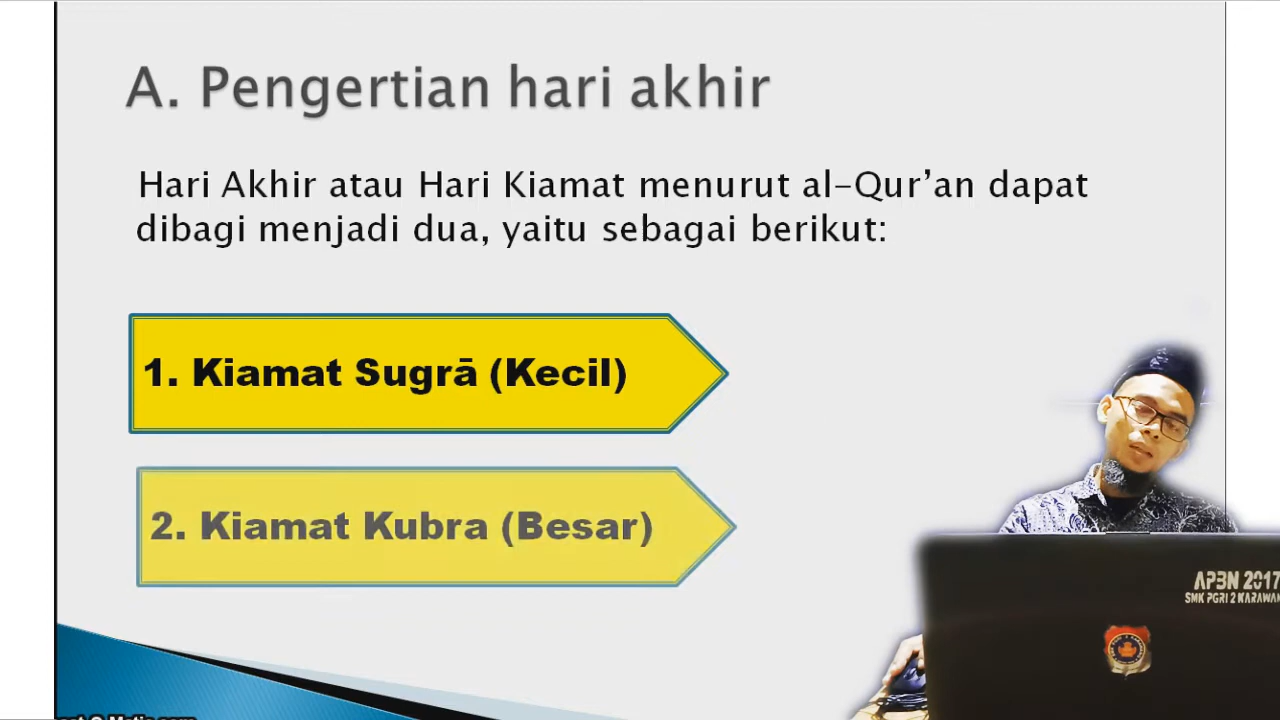 A. Pengertian hari akhir
Hari Akhir atau Hari Kiamat menurut al-Qur’an dapat
dibagi menjadi dua, yaitu sebagai berikut:
1. Kiamat Sugrā (Kecil)
2. Kiamat Kubra (Besar)
APBN 2017
SMK PGRI 2